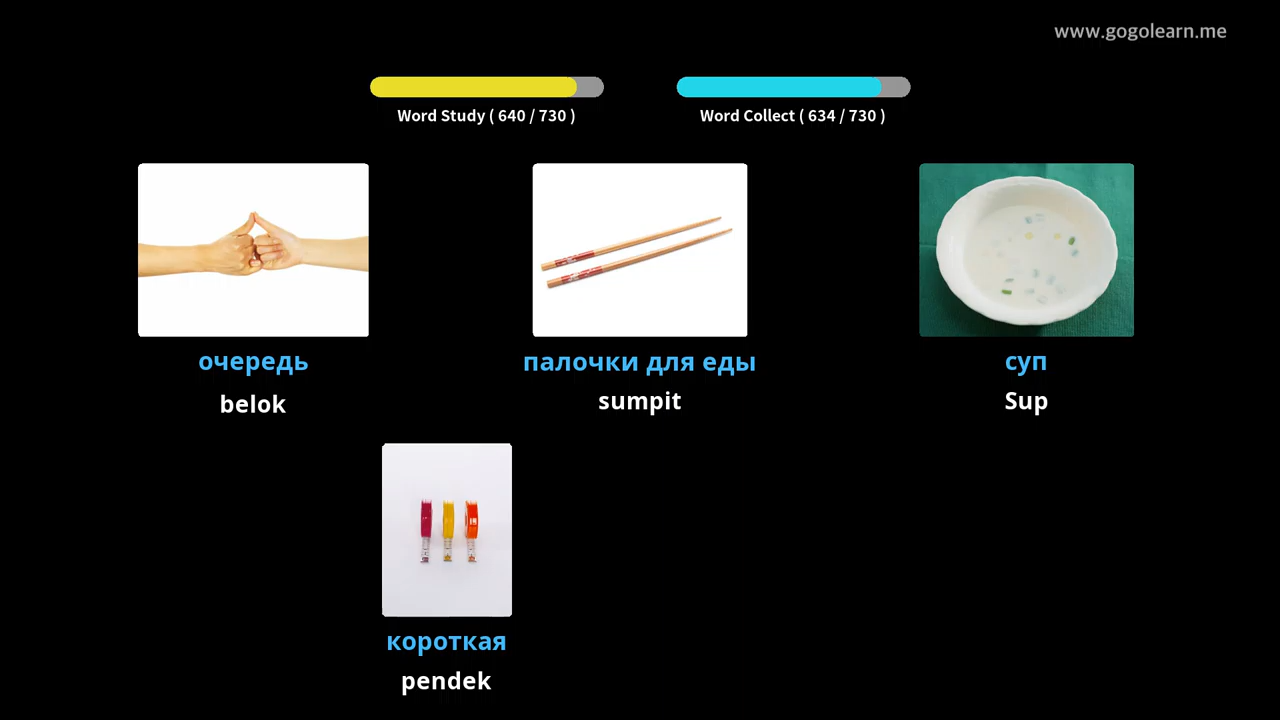 www.gogolearn.me
Word Study ( 640 / 730 )
Word Collect ( 634 / 730 )
очередь
палочки для еды
суп
belok
sumpit
Sup
короткая
pendek